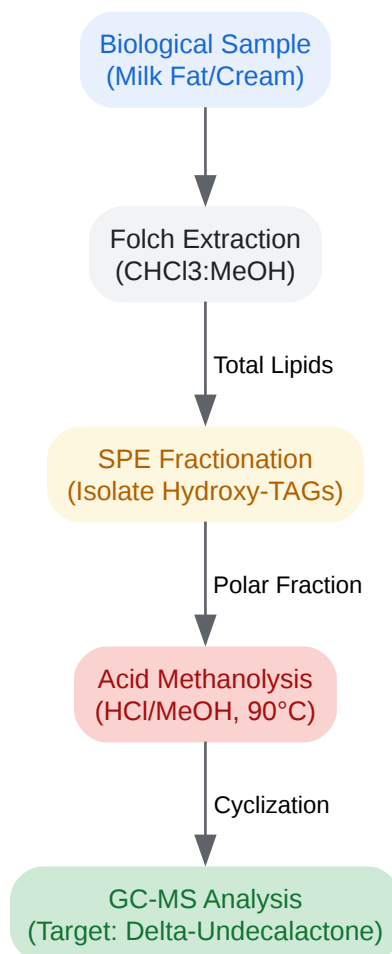 Biological Sample
(Milk Fat/Cream)
Folch Extraction
(CHCl3:MeOH)
Total Lipids
SPE Fractionation
(Isolate Hydroxy-TAGs)
Polar Fraction
Acid Methanolysis
(HCl/MeOH, 90°C)
Cyclization
GC-MS Analysis
(Target: Delta-Undecalactone)